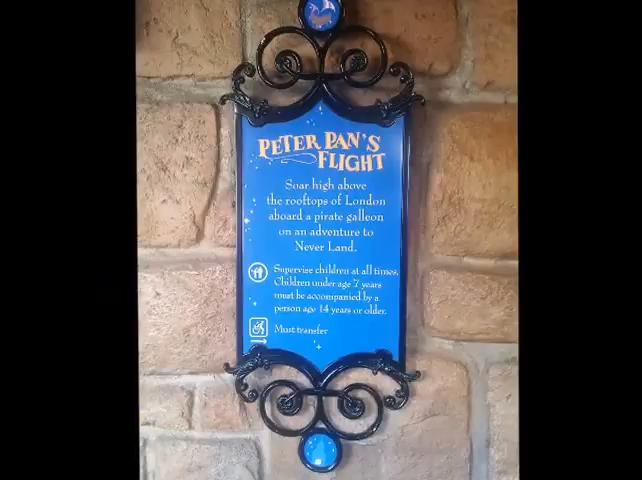 PETER PAN'S
FLIGHT
Soar high above
the rooftops of London
aboard a pirate galleon
on an adventure to
Never Land.
Supervise children at all times.
Children under age 7 years
must be accompanied by a
person age 14 years or older.
Must transfer